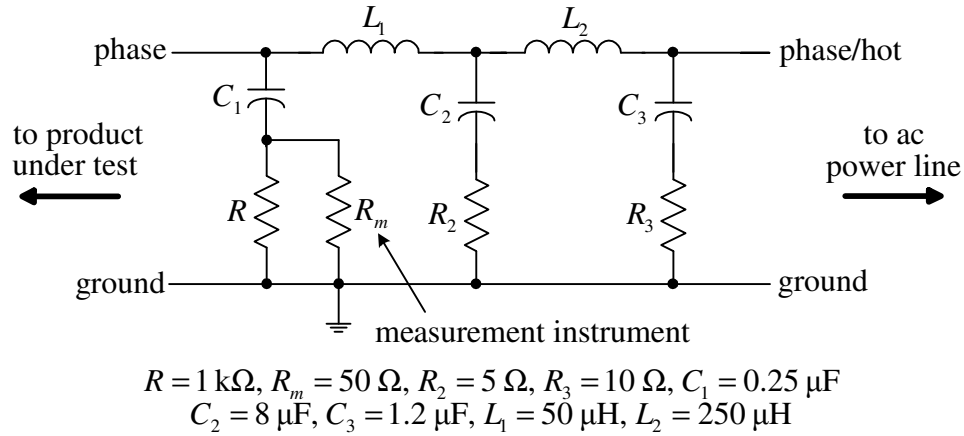 L₁
L₂
phase
phase/hot
C₁
C₂
C₃
to product
under test
to ac
power line
R
Rₘ
R₂
R₃
ground
ground
measurement instrument
R = 1 kΩ, Rₘ = 50 Ω, R₂ = 5 Ω, R₃ = 10 Ω, C₁ = 0.25 μF
C₂ = 8 μF, C₃ = 1.2 μF, L₁ = 50 μH, L₂ = 250 μH